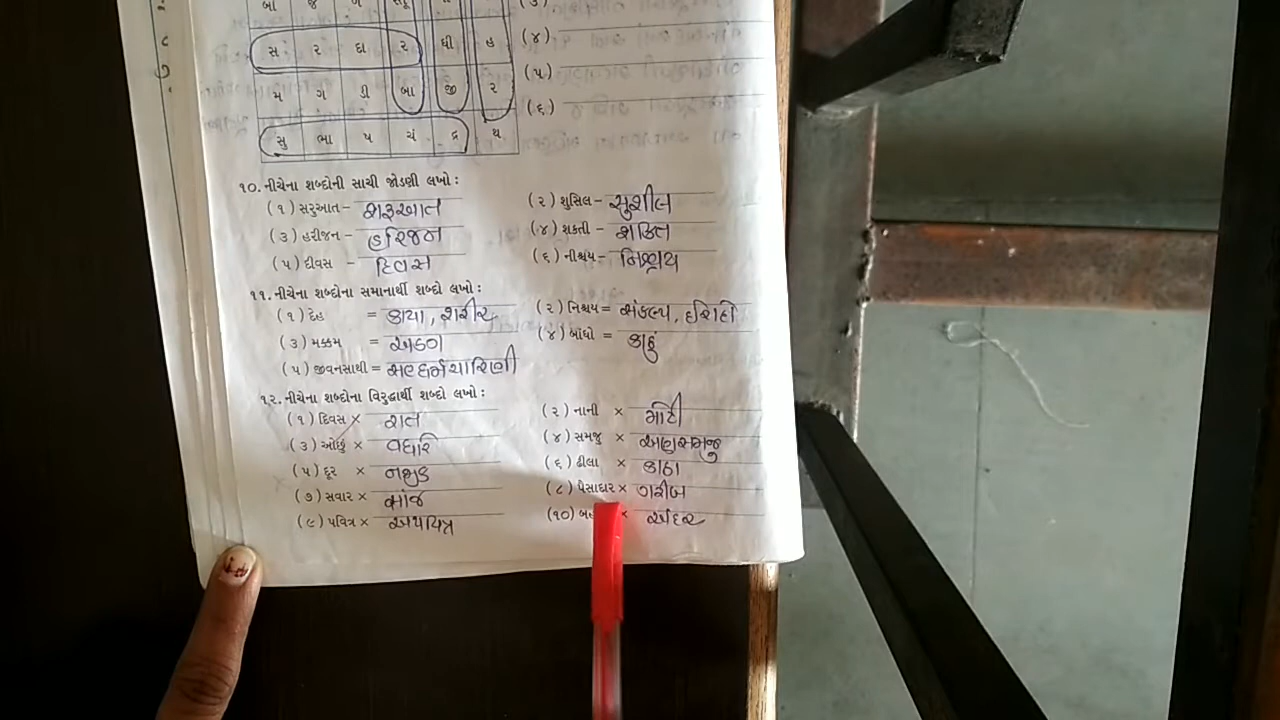 (૪)
સ ર દા ર ધી હ
(૫)
મ ગ ડી બા જી ર
(૬)
સુ ભા ષ ચં દ્ર થ
૧૦. નીચેના શબ્દોની સાચી જોડણી લખો :
(૧) સરુઆત – શરૂઆત (૨) શુસિલ – સુશીલ
(૩) હરીજન – હરિજન (૪) શકતી – શક્તિ
(૫) દીવસ – દિવસ (૬) નીશ્ચય – નિશ્ચય
૧૧. નીચેના શબ્દોના સમાનાર્થી શબ્દો લખો :
(૧) દેહ = કાયા, શરીર (૨) નિશ્ચય = સંકલ્પ,
(૩) મક્કમ = અડગ (૪) બાંધો = કાઠું
(૫) જીવનસાથી = સહધર્મચારિણી
૧૨. નીચેના શબ્દોના વિરુદ્ધાર્થી શબ્દો લખો :
(૧) દિવસ × રાત (૨) નાની × મોટી
(૩) ઓછું × વધારે (૪) સમજુ × અણસમજુ
(૫) દૂર × નજીક (૬) ઢીલા × કાઠા
(૭) સવાર × સાંજ (૮) પૈસાદાર × ગરીબ
(૯) પવિત્ર × અપવિત્ર (૧૦) × અંદર